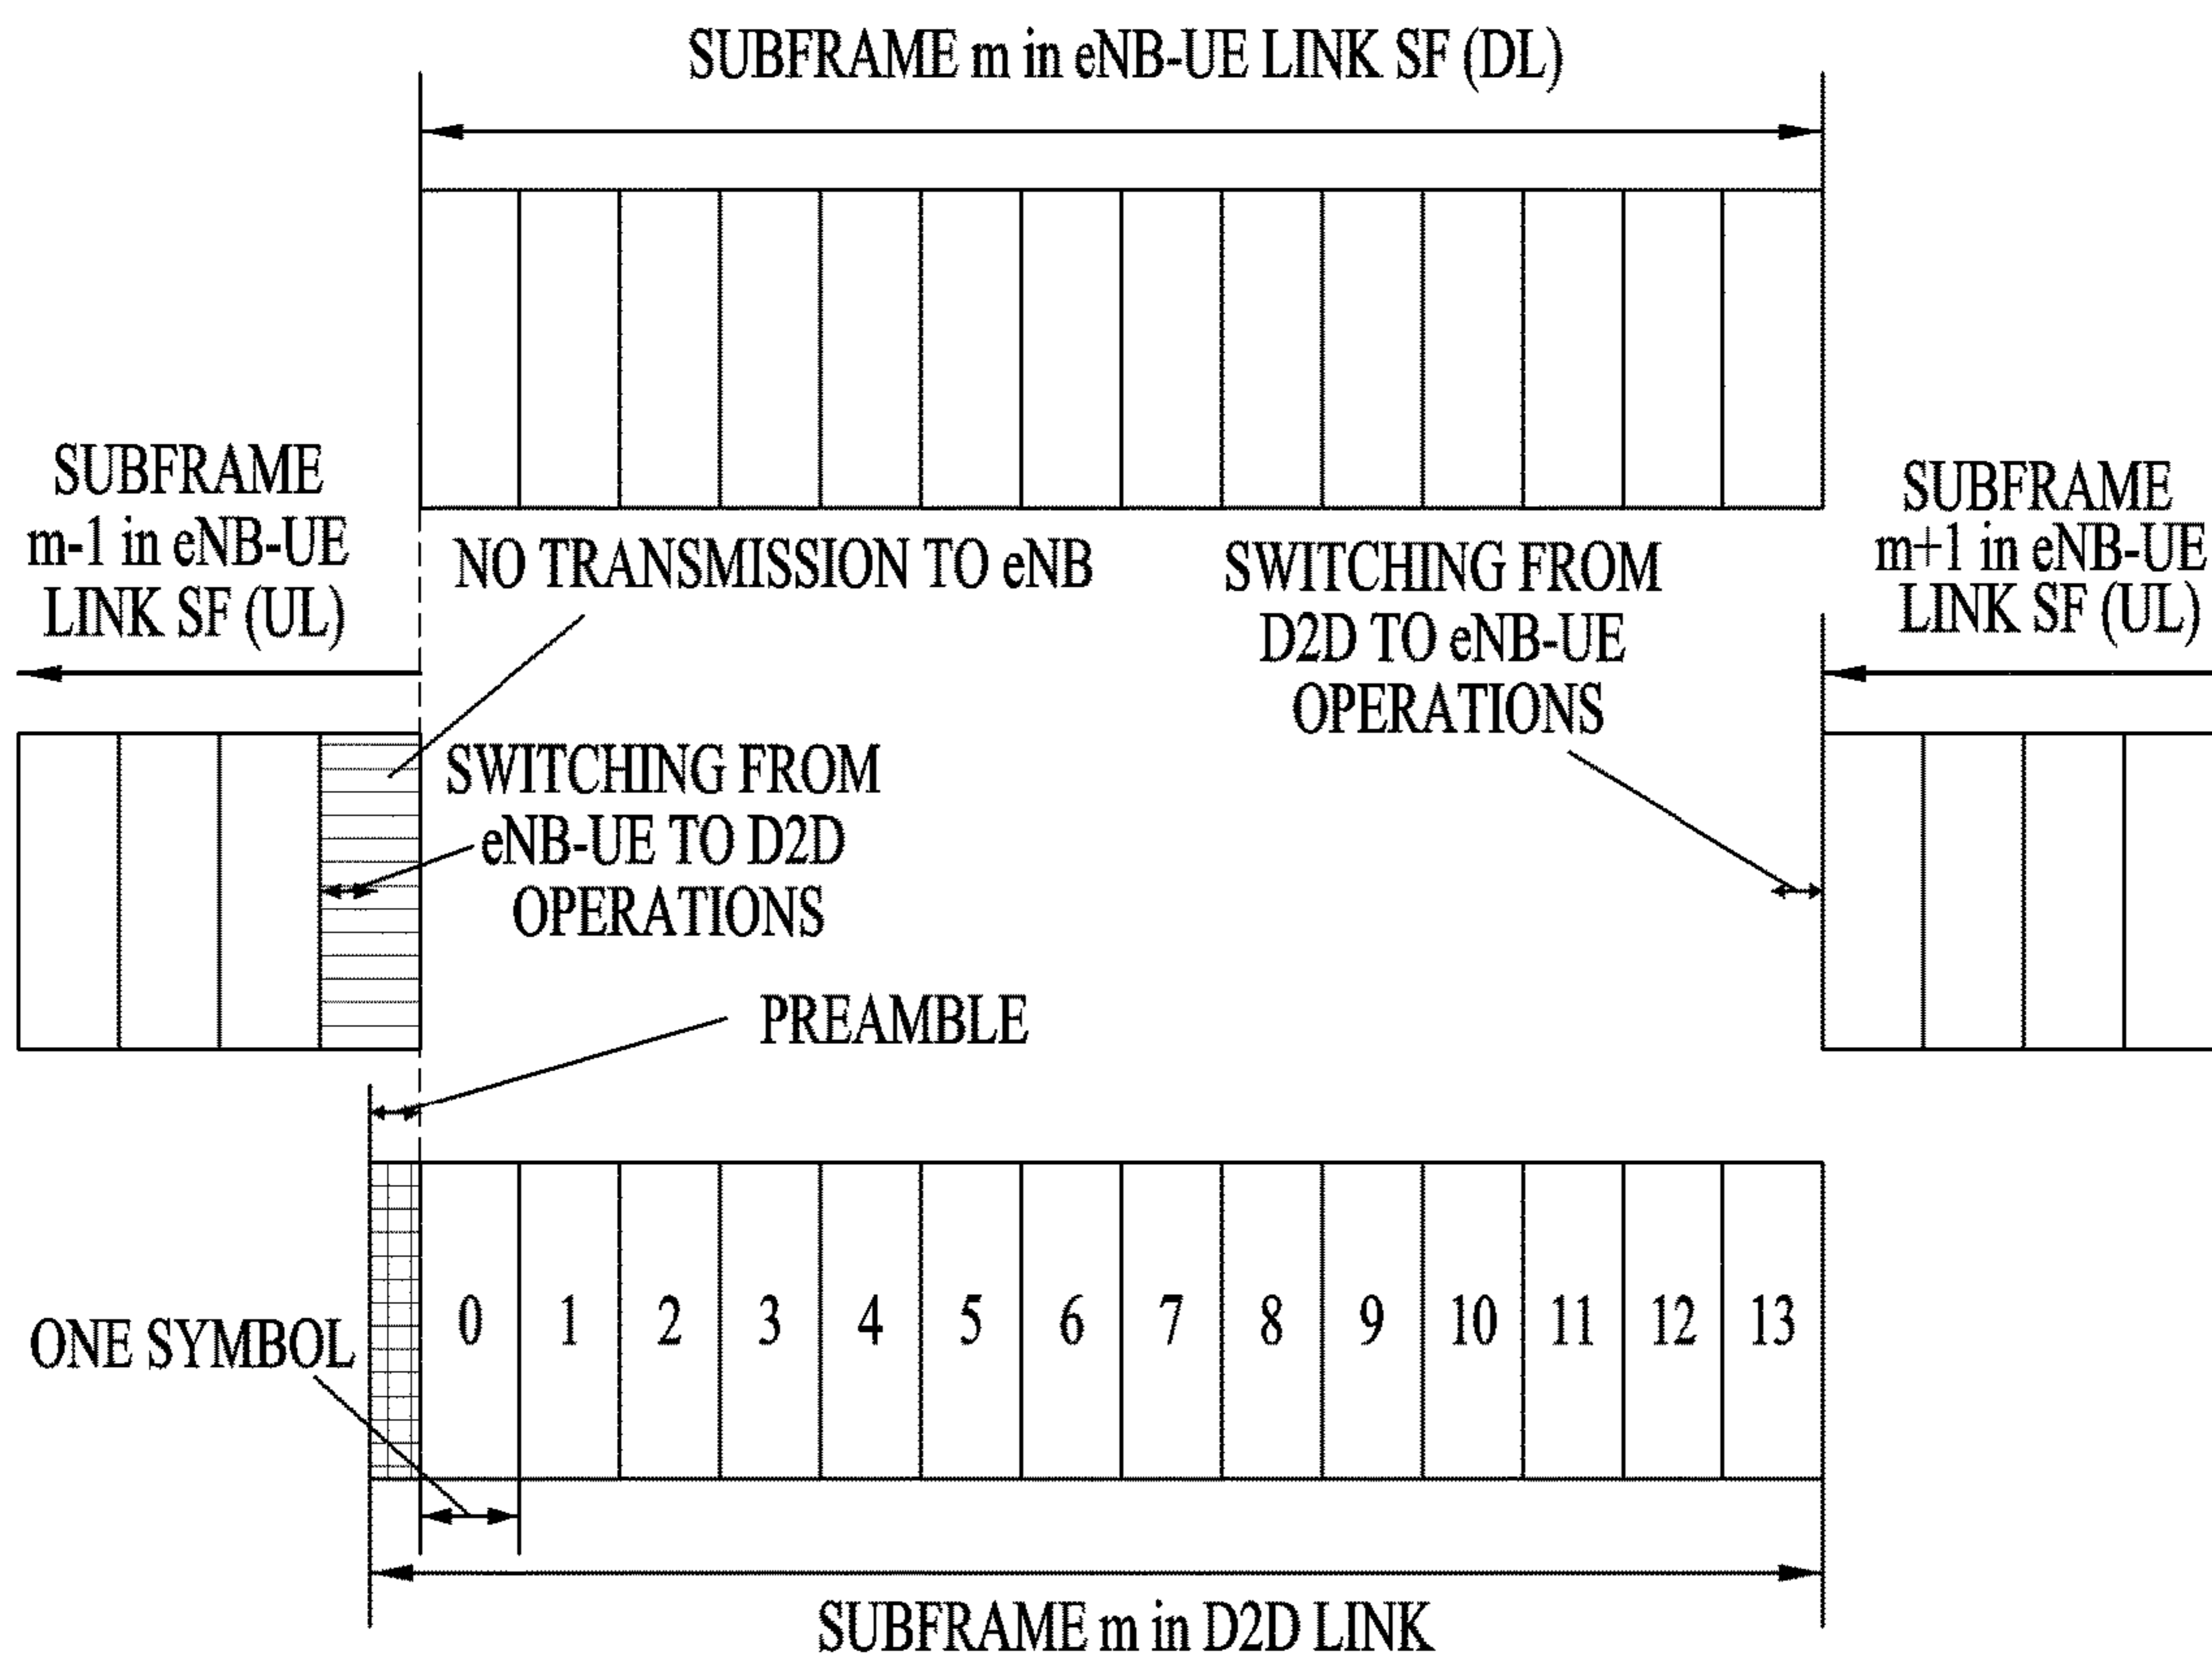 SUBFRAME m in eNB-UE LINK SF (DL)
SUBFRAME
m-1 in eNB-UE
LINK SF (UL)
NO TRANSMISSION TO eNB
SWITCHING FROM
D2D TO eNB-UE
OPERATIONS
SUBFRAME
m+1 in eNB-UE
LINK SF (UL)
SWITCHING FROM
eNB-UE TO D2D
OPERATIONS
PREAMBLE
ONE SYMBOL
0 1 2 3 4 5 6 7 8 9 10 11 12 13
SUBFRAME m in D2D LINK